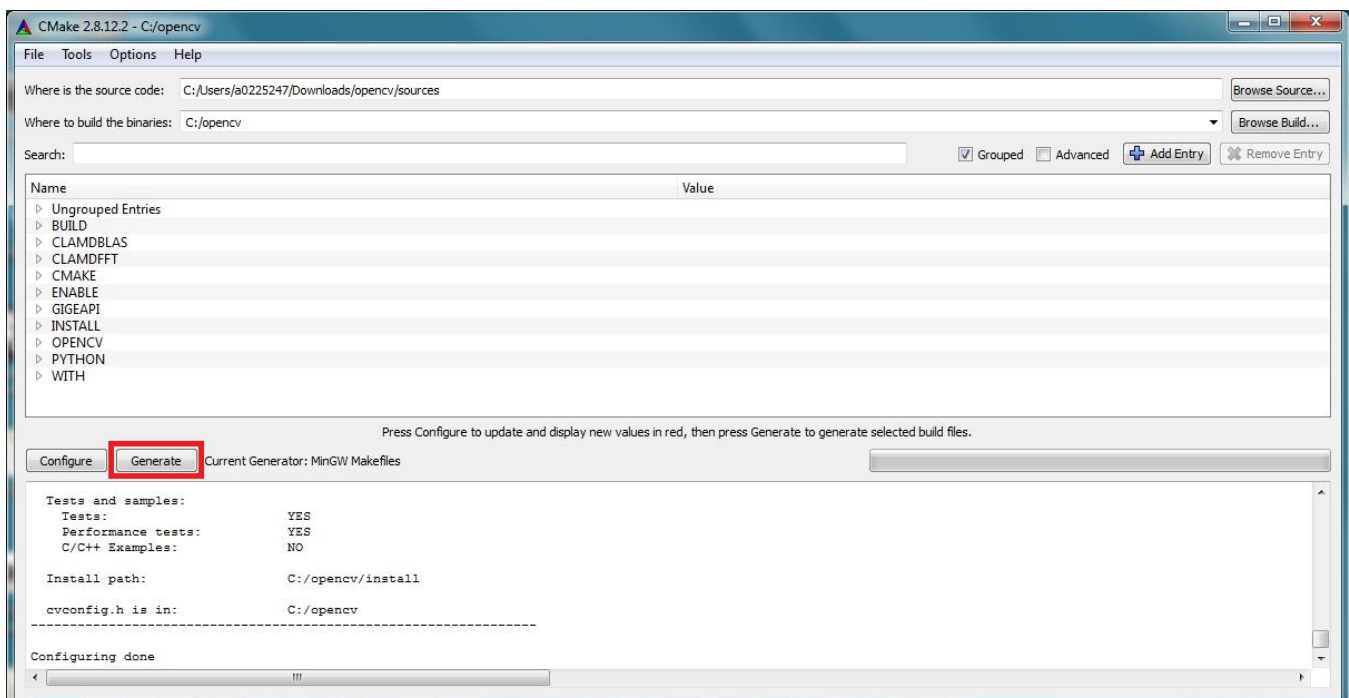 CMake 2.8.12.2 - C:/opencv
File Tools Options Help
Where is the source code: C:/Users/a0225247/Downloads/opencv/sources Browse Source...
Where to build the binaries: C:/opencv Browse Build...
Search: Grouped Advanced Add Entry Remove Entry
Name Value
Ungrouped Entries
BUILD
CLAMDBLAS
CLAMDFFT
CMAKE
ENABLE
GIGEAPI
INSTALL
OPENCV
PYTHON
WITH
Press Configure to update and display new values in red, then press Generate to generate selected build files.
Configure Generate Current Generator: MinGW Makefiles
Tests and samples:
Tests: YES
Performance tests: YES
C/C++ Examples: NO
Install path: C:/opencv/install
cvconfig.h is in: C:/opencv
-----------------------------------------------------------------
Configuring done